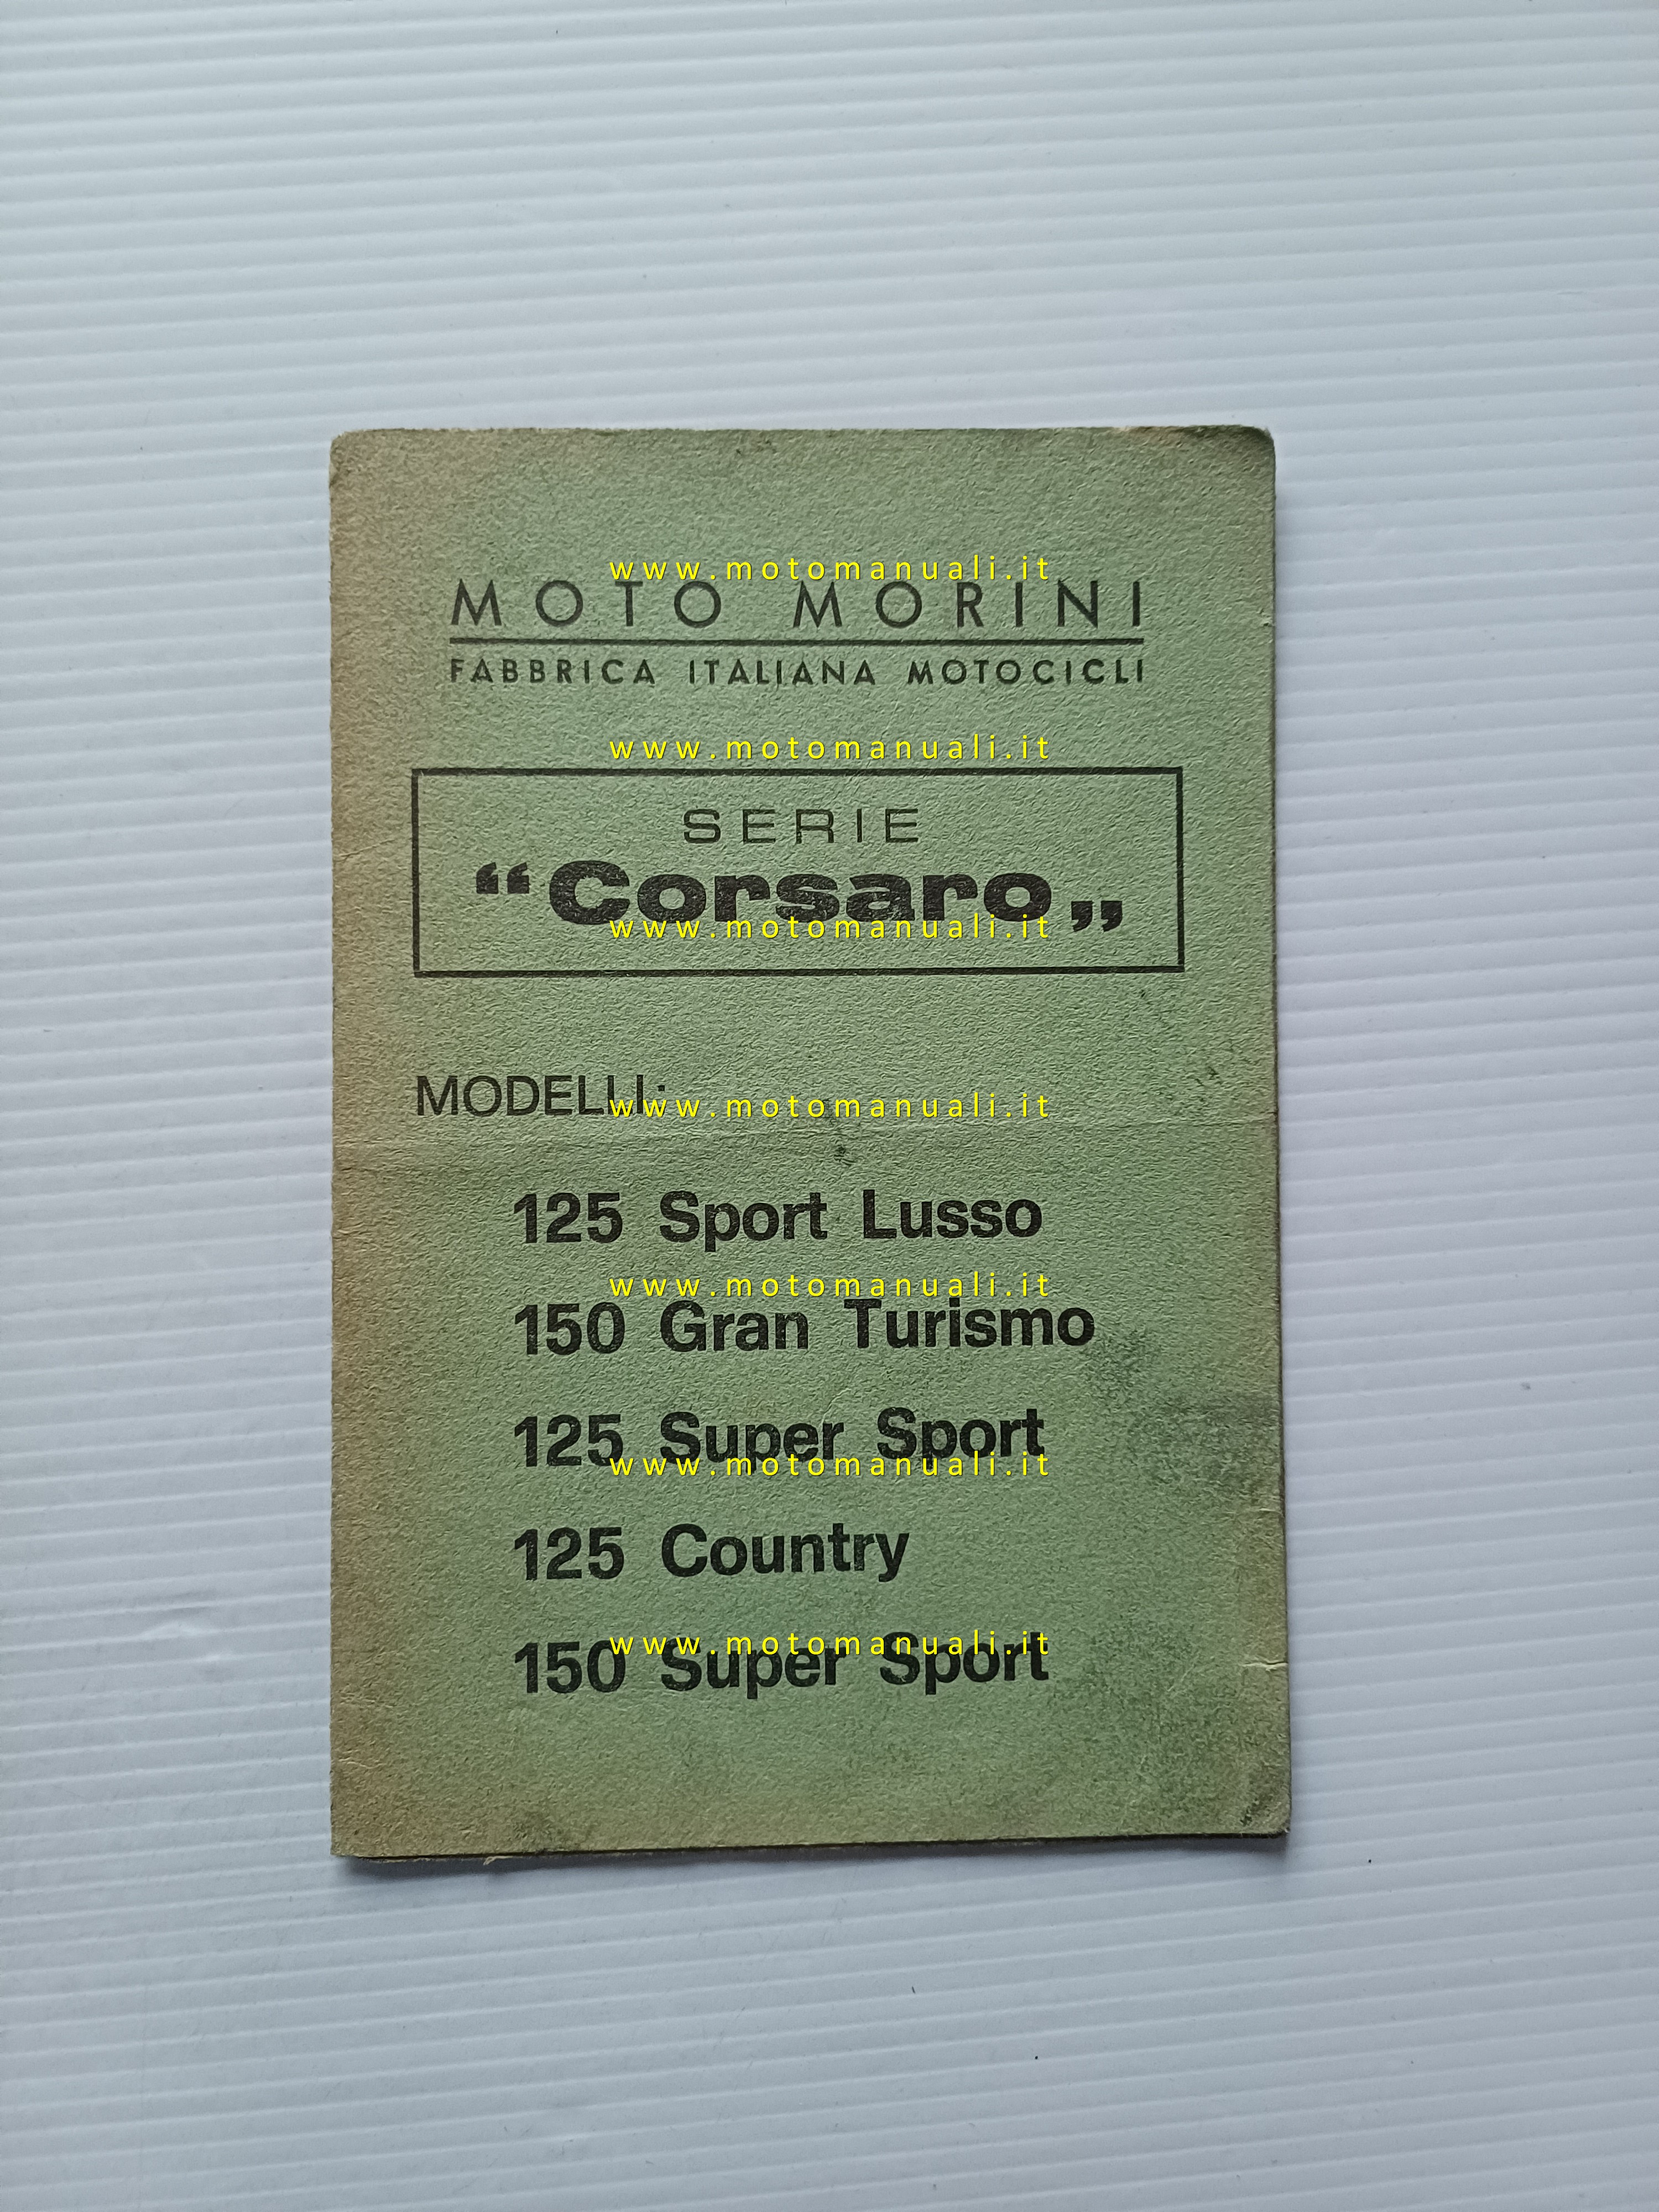 www.motomanuali.it
MOTO MORINI
FABBRICA ITALIANA MOTOCICLI
www.motomanuali.it
SERIE
“Corsaro„
www.motomanuali.it
MODELLI:
www.motomanuali.it
125 Sport Lusso
www.motomanuali.it
150 Gran Turismo
125 Super Sport
www.motomanuali.it
125 Country
www.motomanuali.it
150 Super Sport